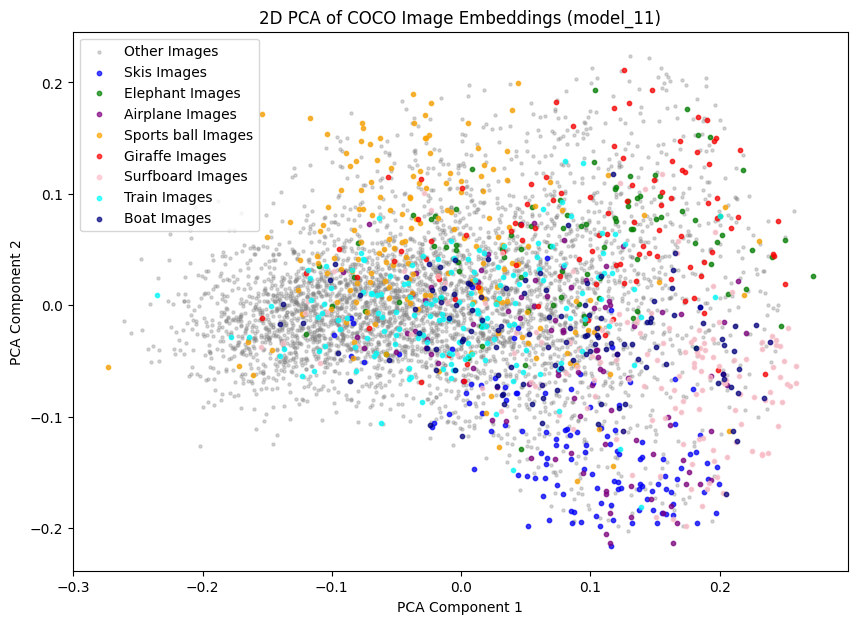 2D PCA of COCO Image Embeddings (model_11)
Other Images
Skis Images
Elephant Images
Airplane Images
Sports ball Images
Giraffe Images
Surfboard Images
Train Images
Boat Images
PCA Component 2
0.2
0.1
0.0
−0.1
−0.2
−0.3 −0.2 −0.1 0.0 0.1 0.2
PCA Component 1